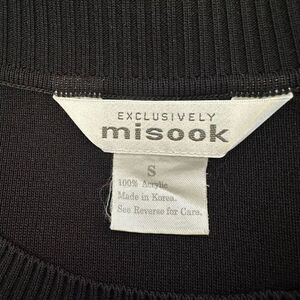 EXCLUSIVELY
misook
S
100% Acrylic
Made in Korea.
See Reverse for Care.